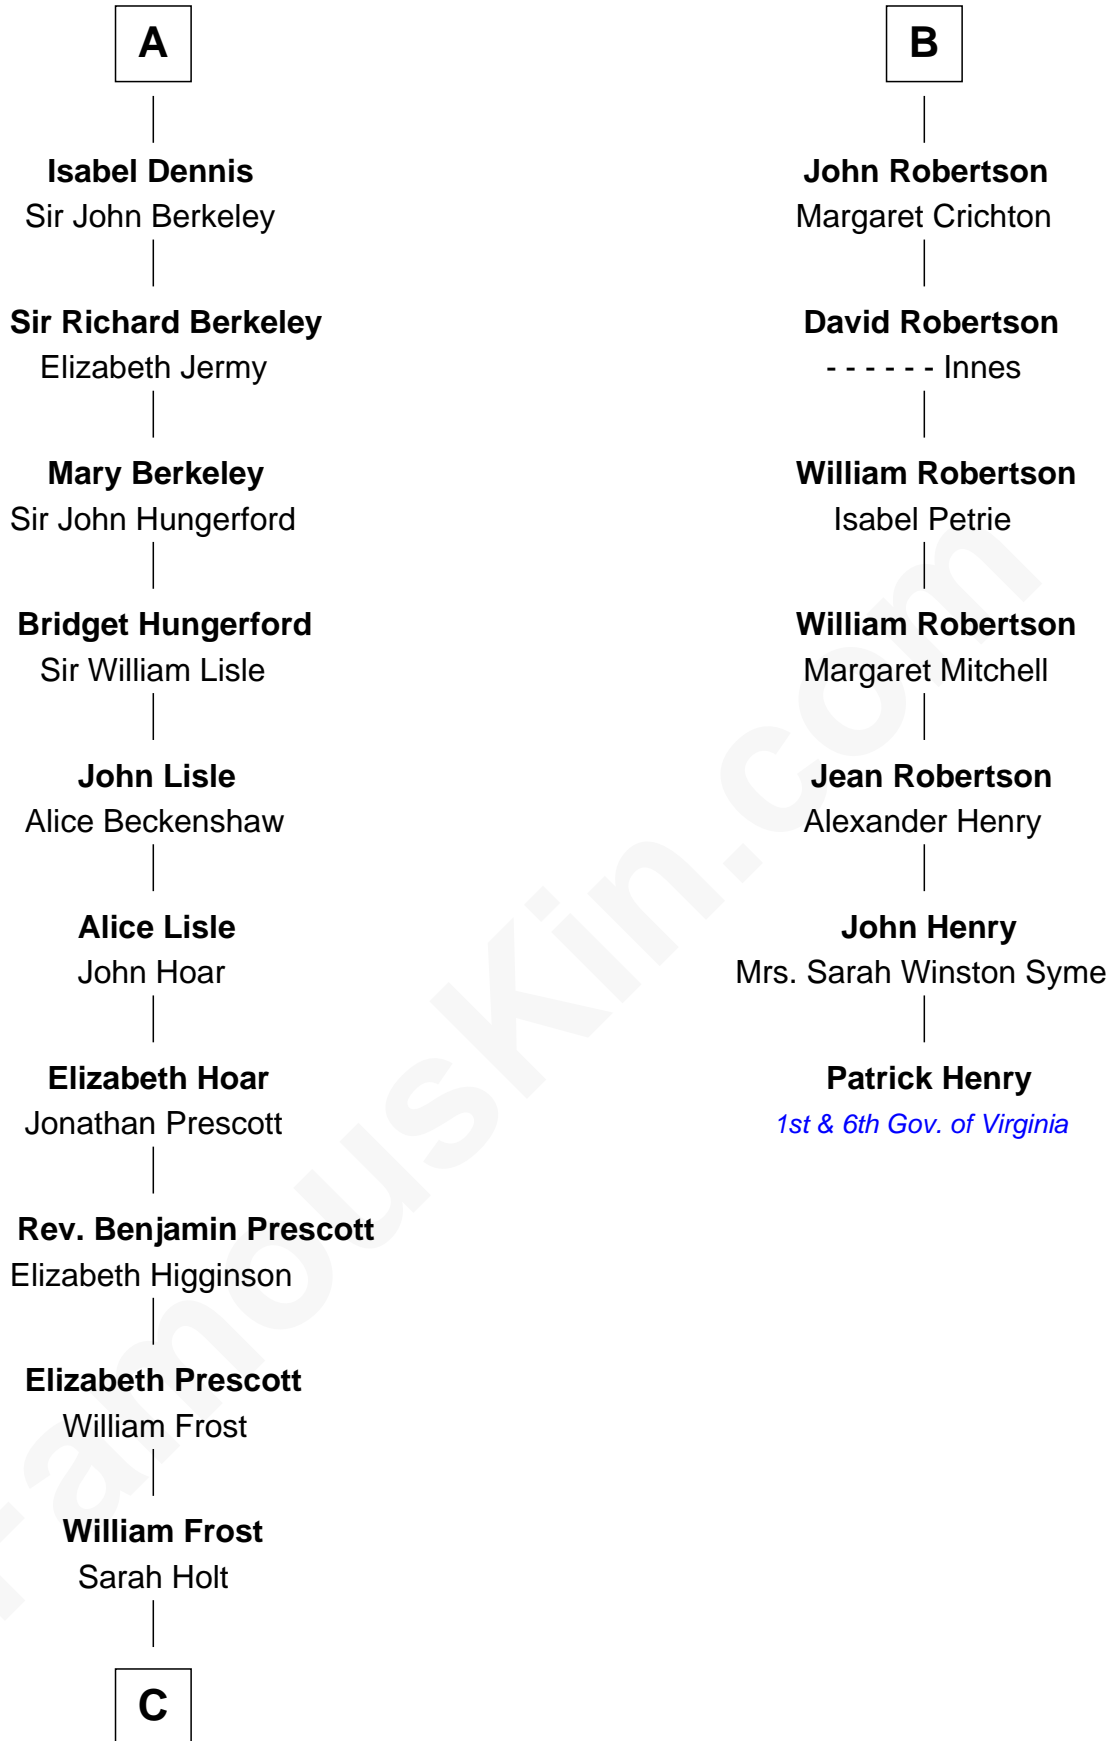 A
Isabel Dennis
Sir John Berkeley
Sir Richard Berkeley
Elizabeth Jermy
Mary Berkeley
Sir John Hungerford
Bridget Hungerford
Sir William Lisle
John Lisle
Alice Beckenshaw
Alice Lisle
John Hoar
Elizabeth Hoar
Jonathan Prescott
Rev. Benjamin Prescott
Elizabeth Higginson
Elizabeth Prescott
William Frost
William Frost
Sarah Holt
C
B
John Robertson
Margaret Crichton
David Robertson
- - - - - - Innes
William Robertson
Isabel Petrie
William Robertson
Margaret Mitchell
Jean Robertson
Alexander Henry
John Henry
Mrs. Sarah Winston Syme
Patrick Henry
1st & 6th Gov. of Virginia
FamousKin.com